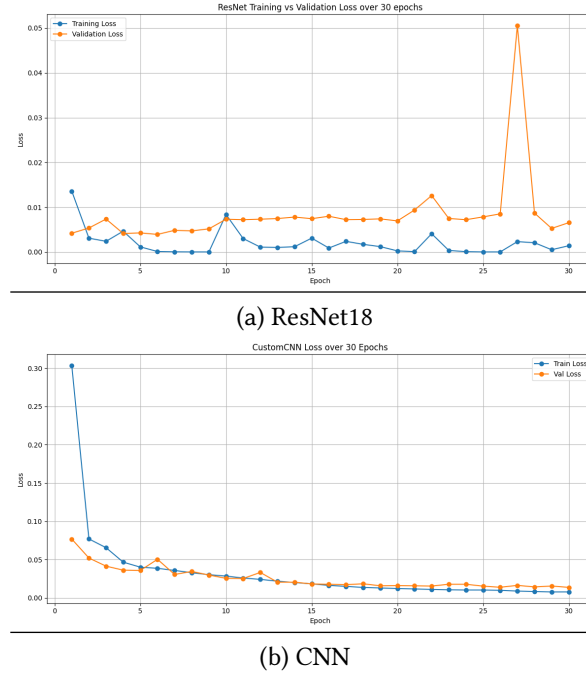 ResNet Training vs Validation Loss over 30 epochs
Training Loss
Validation Loss
0.05
0.04
0.03
0.02
0.01
0.00
Loss
0 5 10 15 20 25 30
Epoch
(a) ResNet18
CustomCNN Loss over 30 Epochs
Train Loss
Val Loss
0.30
0.25
0.20
0.15
0.10
0.05
0.00
Loss
0 5 10 15 20 25 30
Epoch
(b) CNN